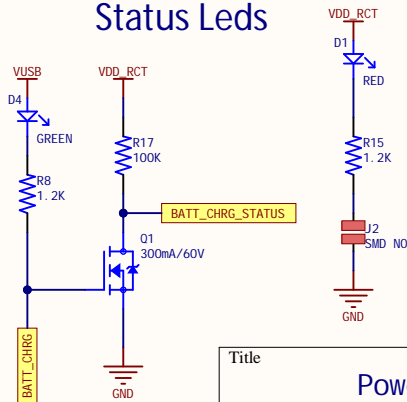 Status Leds
VDD_RCT
D1
RED
VUSB
VDD_RCT
D4
GREEN
R17
100K
R15
1.2K
R8
1.2K
BATT_CHRG_STATUS
J2
SMD NO
Q1
300mA/60V
GND
BATT_CHRG
GND
Title
Powe